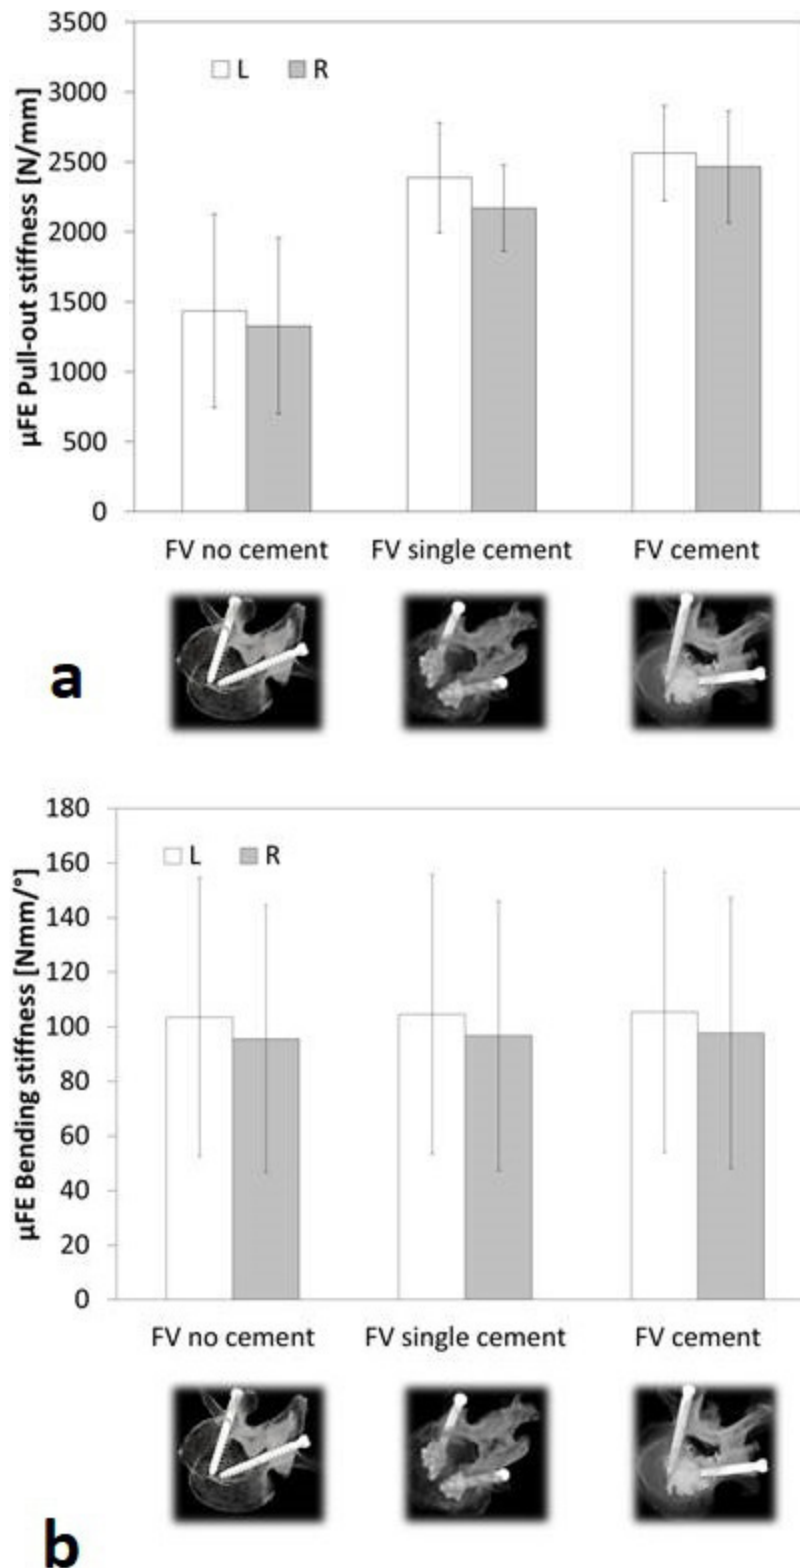 µFE Pull-out stiffness [N/mm]
3500
3000
2500
2000
1500
1000
500
0
L R
FV no cement FV single cement FV cement
a
µFE Bending stiffness [Nmm/°]
180
160
140
120
100
80
60
40
20
0
L R
FV no cement FV single cement FV cement
b